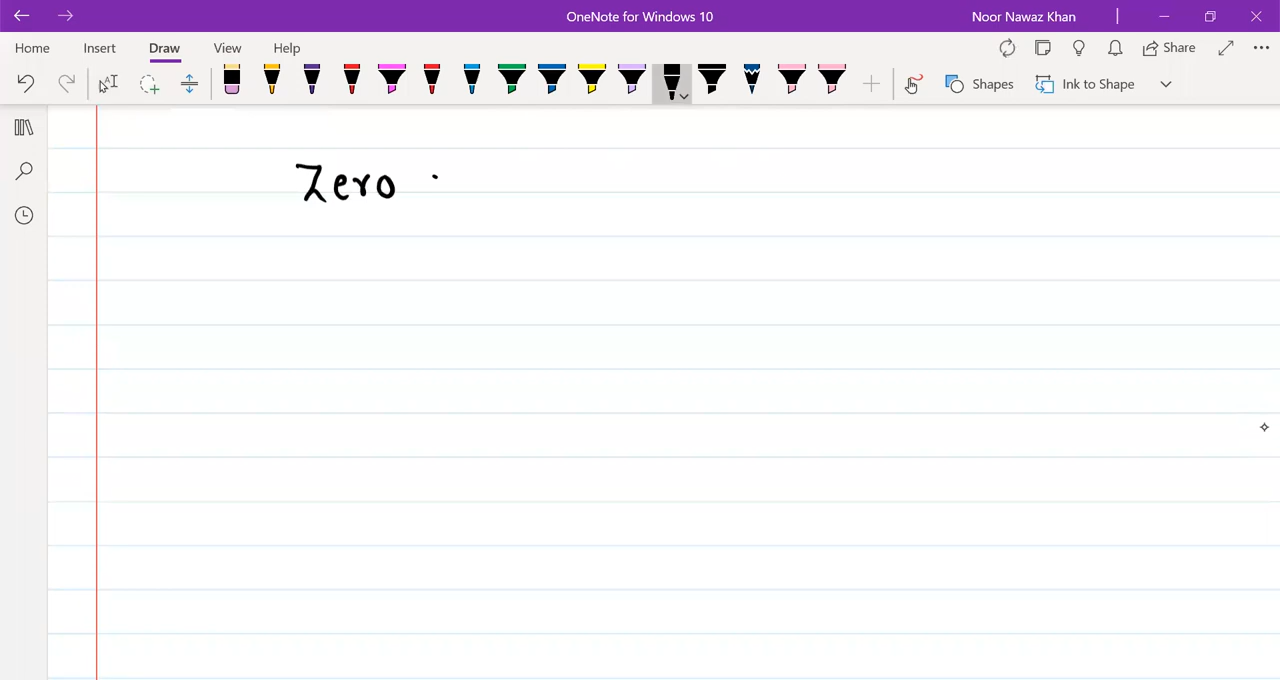 OneNote for Windows 10
Noor Nawaz Khan
Home Insert Draw View Help
Share
Shapes Ink to Shape
Zero